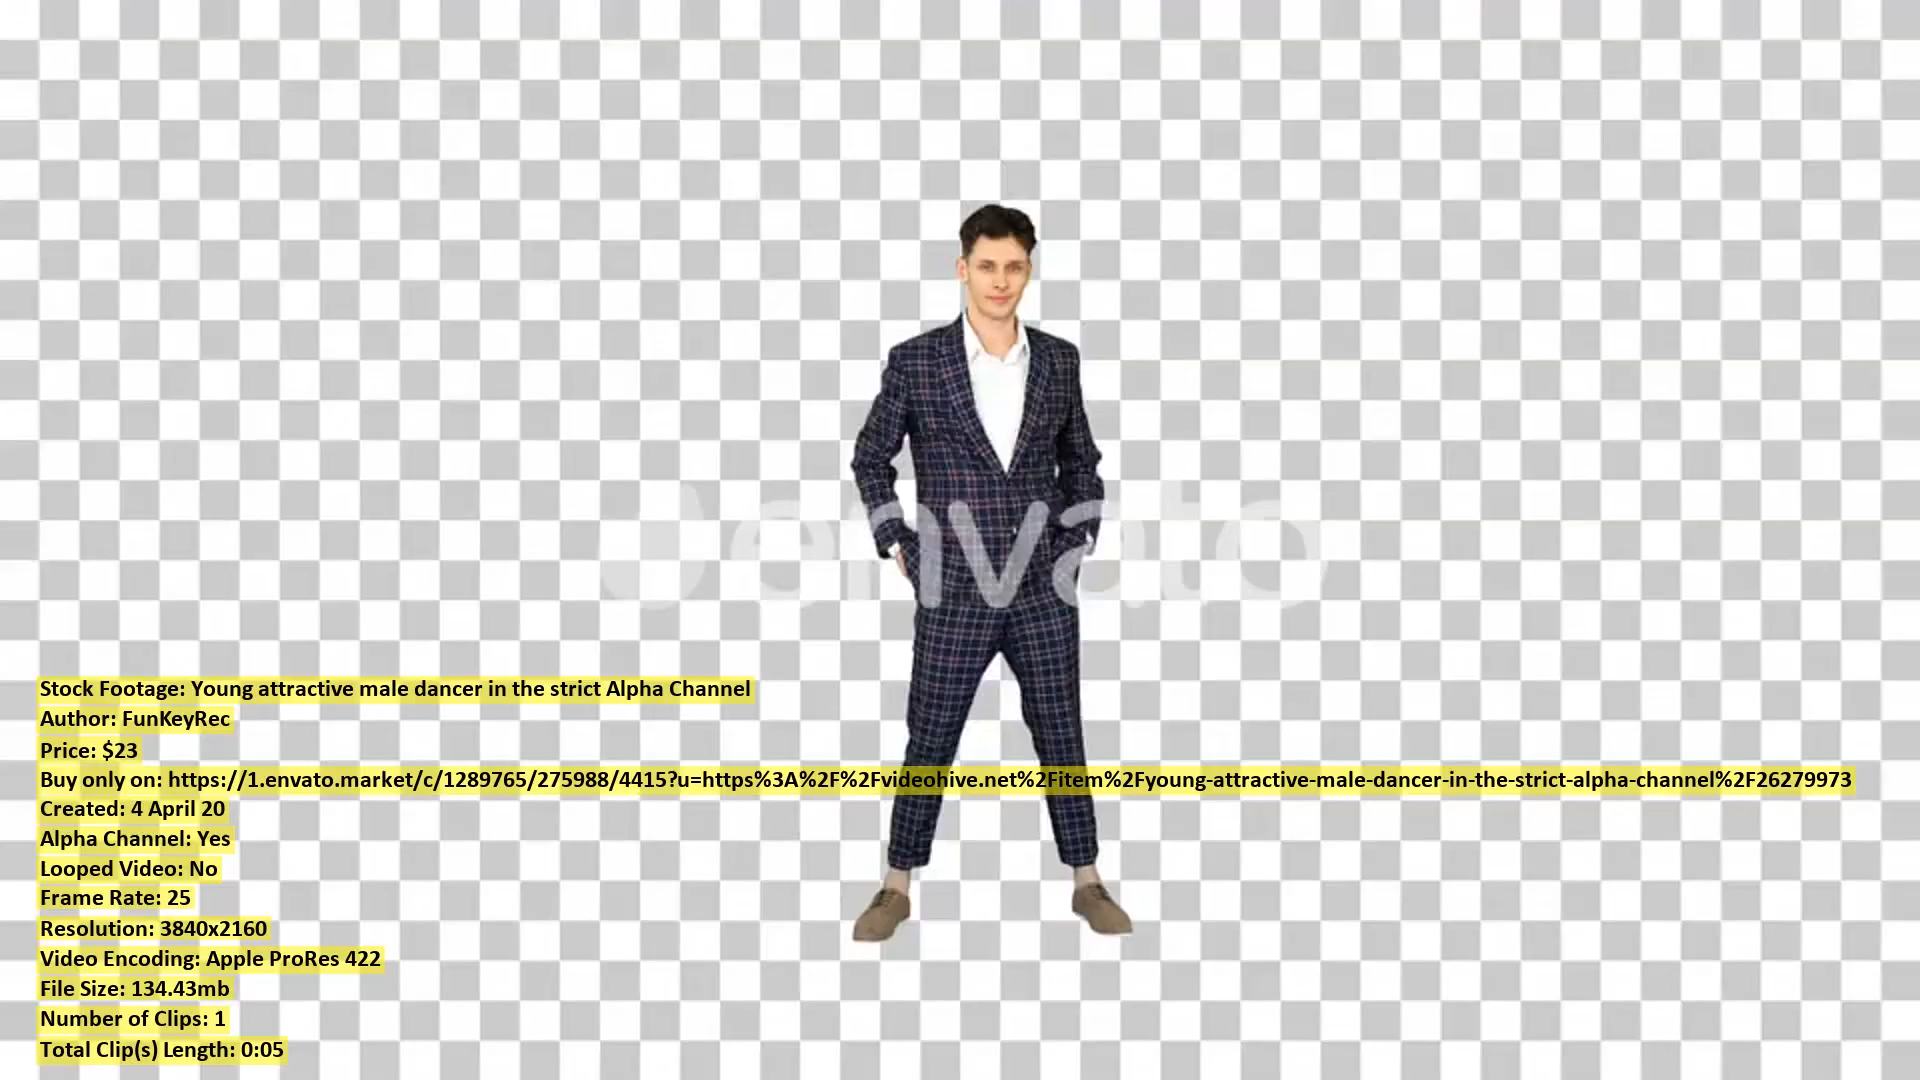 envato
Stock Footage: Young attractive male dancer in the strict Alpha Channel
Author: FunKeyRec
Price: $23
Buy only on: https://1.envato.market/c/1289765/275988/4415?u=https%3A%2F%2Fvideohive.net%2Fitem%2Fyoung-attractive-male-dancer-in-the-strict-alpha-channel%2F26279973
Created: 4 April 20
Alpha Channel: Yes
Looped Video: No
Frame Rate: 25
Resolution: 3840x2160
Video Encoding: Apple ProRes 422
File Size: 134.43mb
Number of Clips: 1
Total Clip(s) Length: 0:05